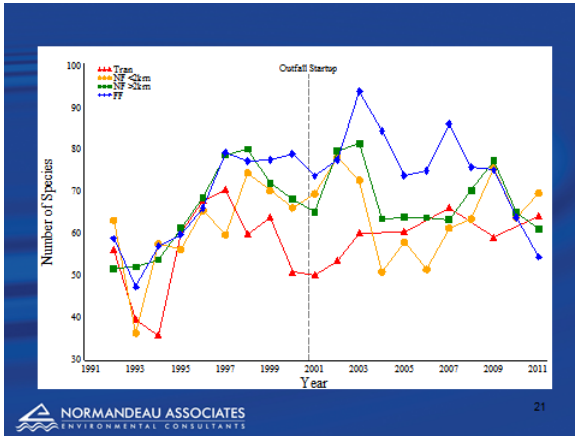 Tran
NF <2km
NF >2km
FF
Outfall Startup
100
90
80
70
60
50
40
30
Number of Species
1991 1993 1995 1997 1999 2001 2003 2005 2007 2009 2011
Year
21
NORMANDEAU ASSOCIATES
ENVIRONMENTAL CONSULTANTS